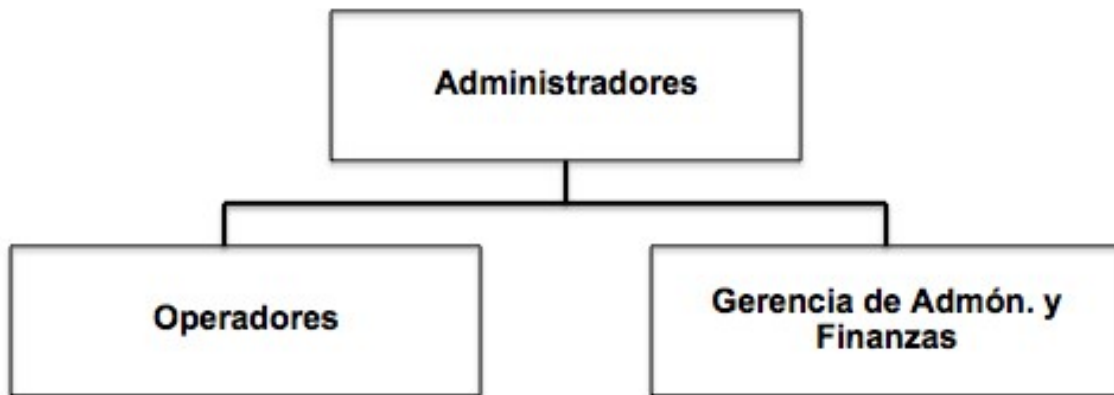 Administradores
Operadores
Gerencia de Admón. y
Finanzas